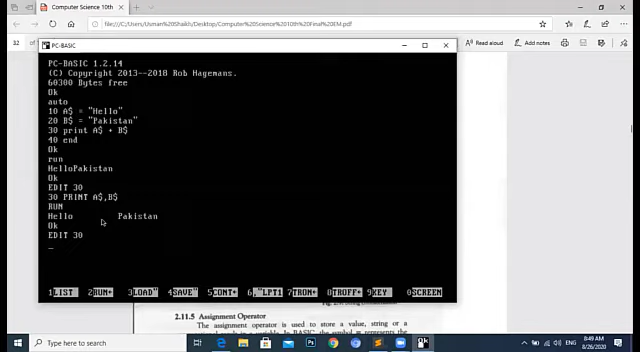 Computer Science 10th
file:///C:/Users/Usman%20Shaikh/Desktop/Computer%20Science%2010th%20Final%20EM.pdf
32
Read aloud
Add notes
PC-BASIC
PC-BASIC 1.2.14
(C) Copyright 2013--2018 Rob Hagemans.
60300 Bytes free
Ok
auto
10 A$ = "Hello"
20 B$ = "Pakistan"
30 print A$ + B$
40 end
Ok
run
HelloPakistan
Ok
EDIT 30
30 PRINT A$,B$
RUN
Hello Pakistan
Ok
EDIT 30
1LIST 2RUN← 3LOAD" 4SAVE" 5CONT← 6,"LPT1 7TRON← 8TROFF← 9KEY 0SCREEN
2.11.5 Assignment Operator
The assignment operator is used to store a value, string or a
Type here to search
8:49 AM
8/26/2020